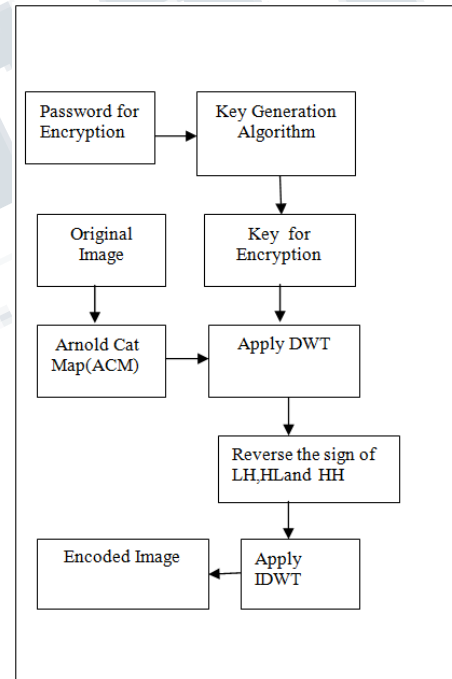 Password for
Encryption
Key Generation
Algorithm
Original
Image
Key for
Encryption
Arnold Cat
Map(ACM)
Apply DWT
Reverse the sign of
LH,HLand HH
Encoded Image
Apply
IDWT